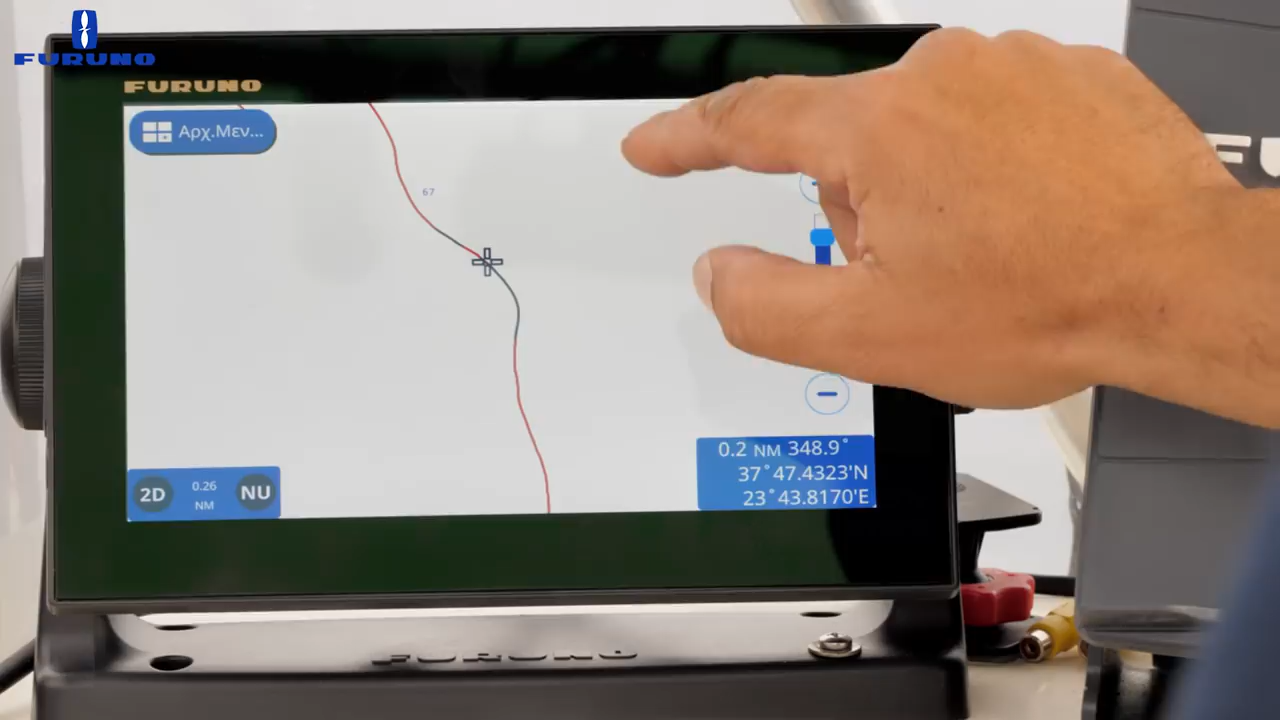 FURUNO
FURUNO
Αρχ.Μεν...
67
0.2 NM 348.9°
37°47.4323'N
23°43.8170'E
2D
0.26
NM
NU
FURUNO